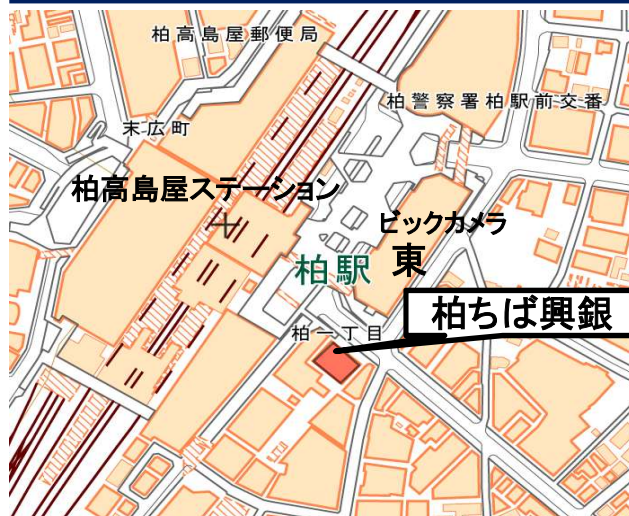 柏高島屋郵便局
柏警察署柏駅前交番
末広町
柏高島屋ステーション
ビックカメラ
東
柏駅
柏ちば興銀
柏一丁目